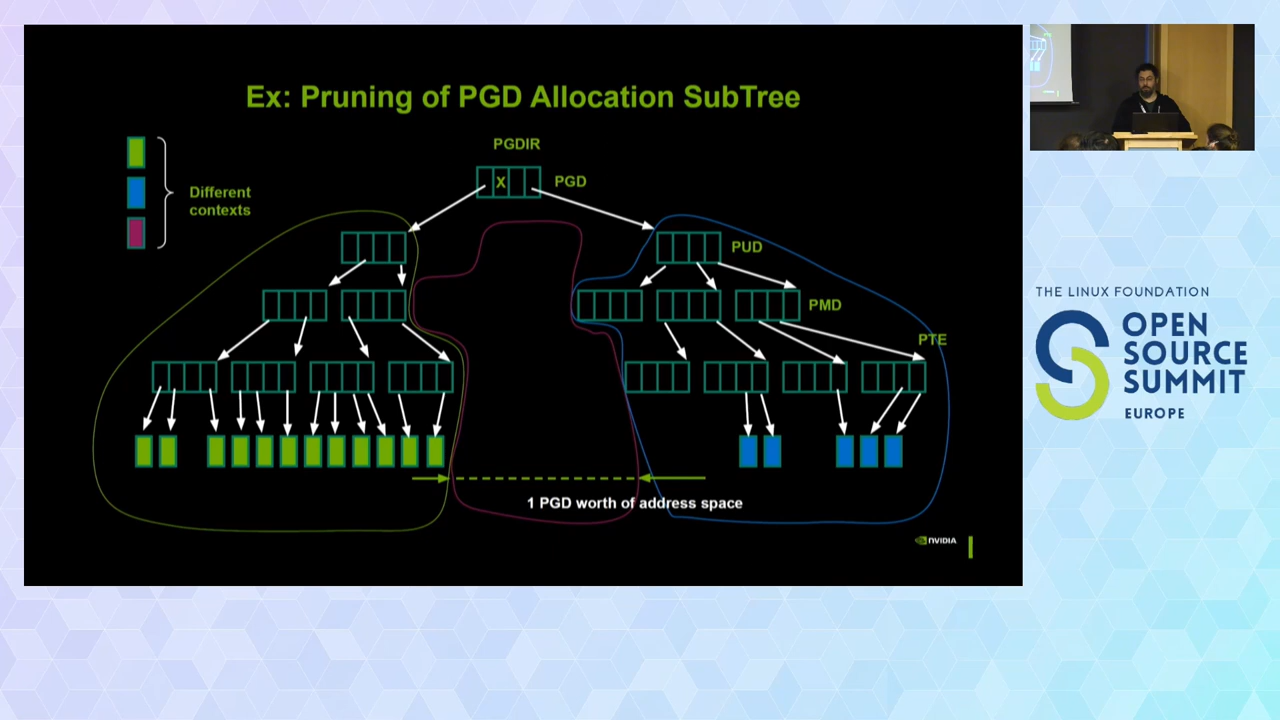 Ex: Pruning of PGD Allocation SubTree
PGDIR
X
PGD
Different
contexts
PUD
PMD
PTE
1 PGD worth of address space
NVIDIA
THE LINUX FOUNDATION
OPEN
SOURCE
SUMMIT
EUROPE